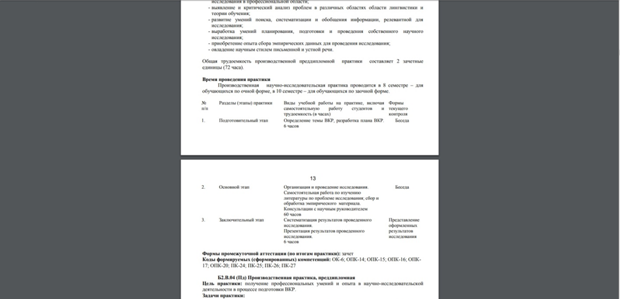 исследования в профессиональной области;
- выявление и критический анализ проблем в различных областях области лингвистики и
теории обучения;
- развитие умений поиска, систематизации и обобщения информации, релевантной для
исследования;
- выработка умений планирования, подготовки и проведения собственного научного
исследования;
- приобретение опыта сбора эмпирических данных для проведения исследования;
- овладение научным стилем письменной и устной речи.
Общая трудоемкость производственной преддипломной практики составляет 2 зачетные
единицы (72 часа).
Время проведения практики
Производственная научно-исследовательская практика проводится в 8 семестре – для
обучающихся по очной форме, в 10 семестре – для обучающихся по заочной форме.
№ п/п Разделы (этапы) практики Виды учебной работы на практике, включая самостоятельную работу студентов и трудоемкость (в часах) Формы текущего контроля
1. Подготовительный этап Определение темы ВКР, разработка плана ВКР Беседа
6 часов
13
2. Основной этап Организация и проведение исследования. Беседа
Самостоятельная работа по изучению
литературы по проблеме исследования, сбор и
обработка эмпирического материала.
Консультации с научным руководителем
60 часов
3. Заключительный этап Систематизация результатов проведенного исследования. Представление оформленных результатов исследования
Презентация результатов проведенного
исследования
6 часов
Формы промежуточной аттестации (по итогам практики): зачет
Коды формируемых (сформированных) компетенций: ОК-6; ОПК-14, ОПК-15; ОПК-16; ОПК-
17; ОПК-20; ПК-24; ПК-25; ПК-26; ПК-27
Б2.В.04 (Пд) Производственная практика, преддипломная
Цель практики: получение профессиональных умений и опыта в научно-исследовательской
деятельности в процессе подготовки ВКР.
Задачи практики: